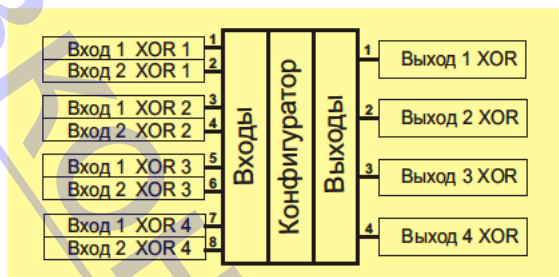 Вход 1 XOR 1 1
Вход 2 XOR 1 2
Вход 1 XOR 2 3
Вход 2 XOR 2 4
Вход 1 XOR 3 5
Вход 2 XOR 3 6
Вход 1 XOR 4 7
Вход 2 XOR 4 8
Входы
Конфигуратор
Выходы
1 Выход 1 XOR
2 Выход 2 XOR
3 Выход 3 XOR
4 Выход 4 XOR